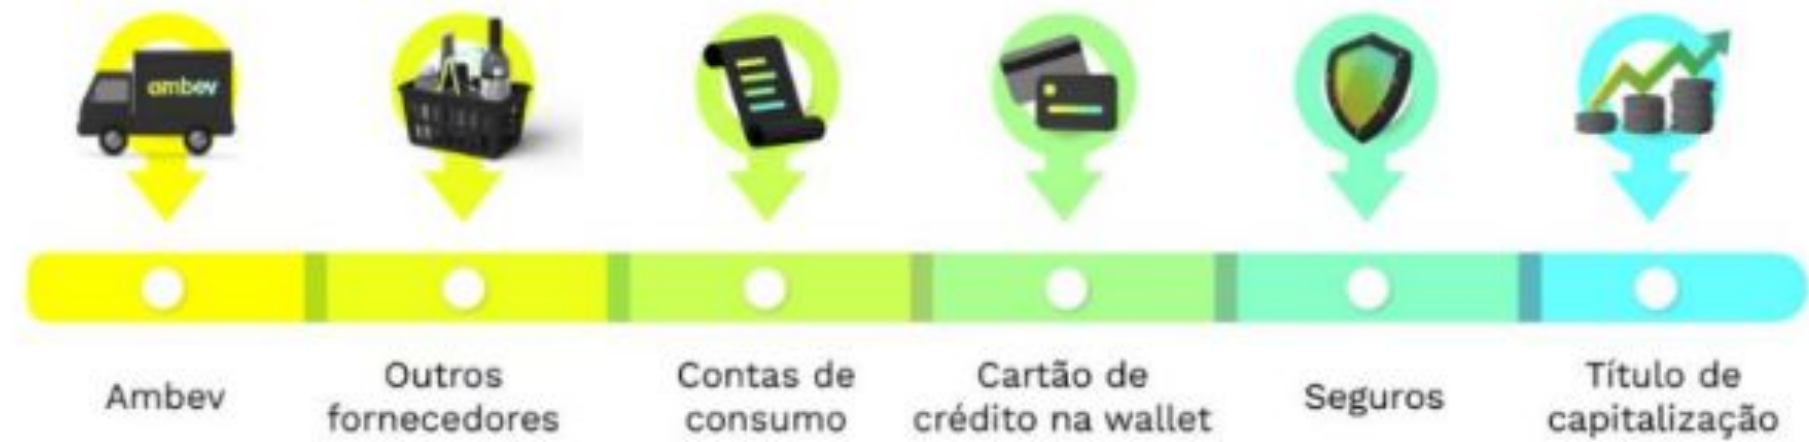 ambev
Ambev
Outros
fornecedores
Contas de
consumo
Cartão de
crédito na wallet
Seguros
Título de
capitalização